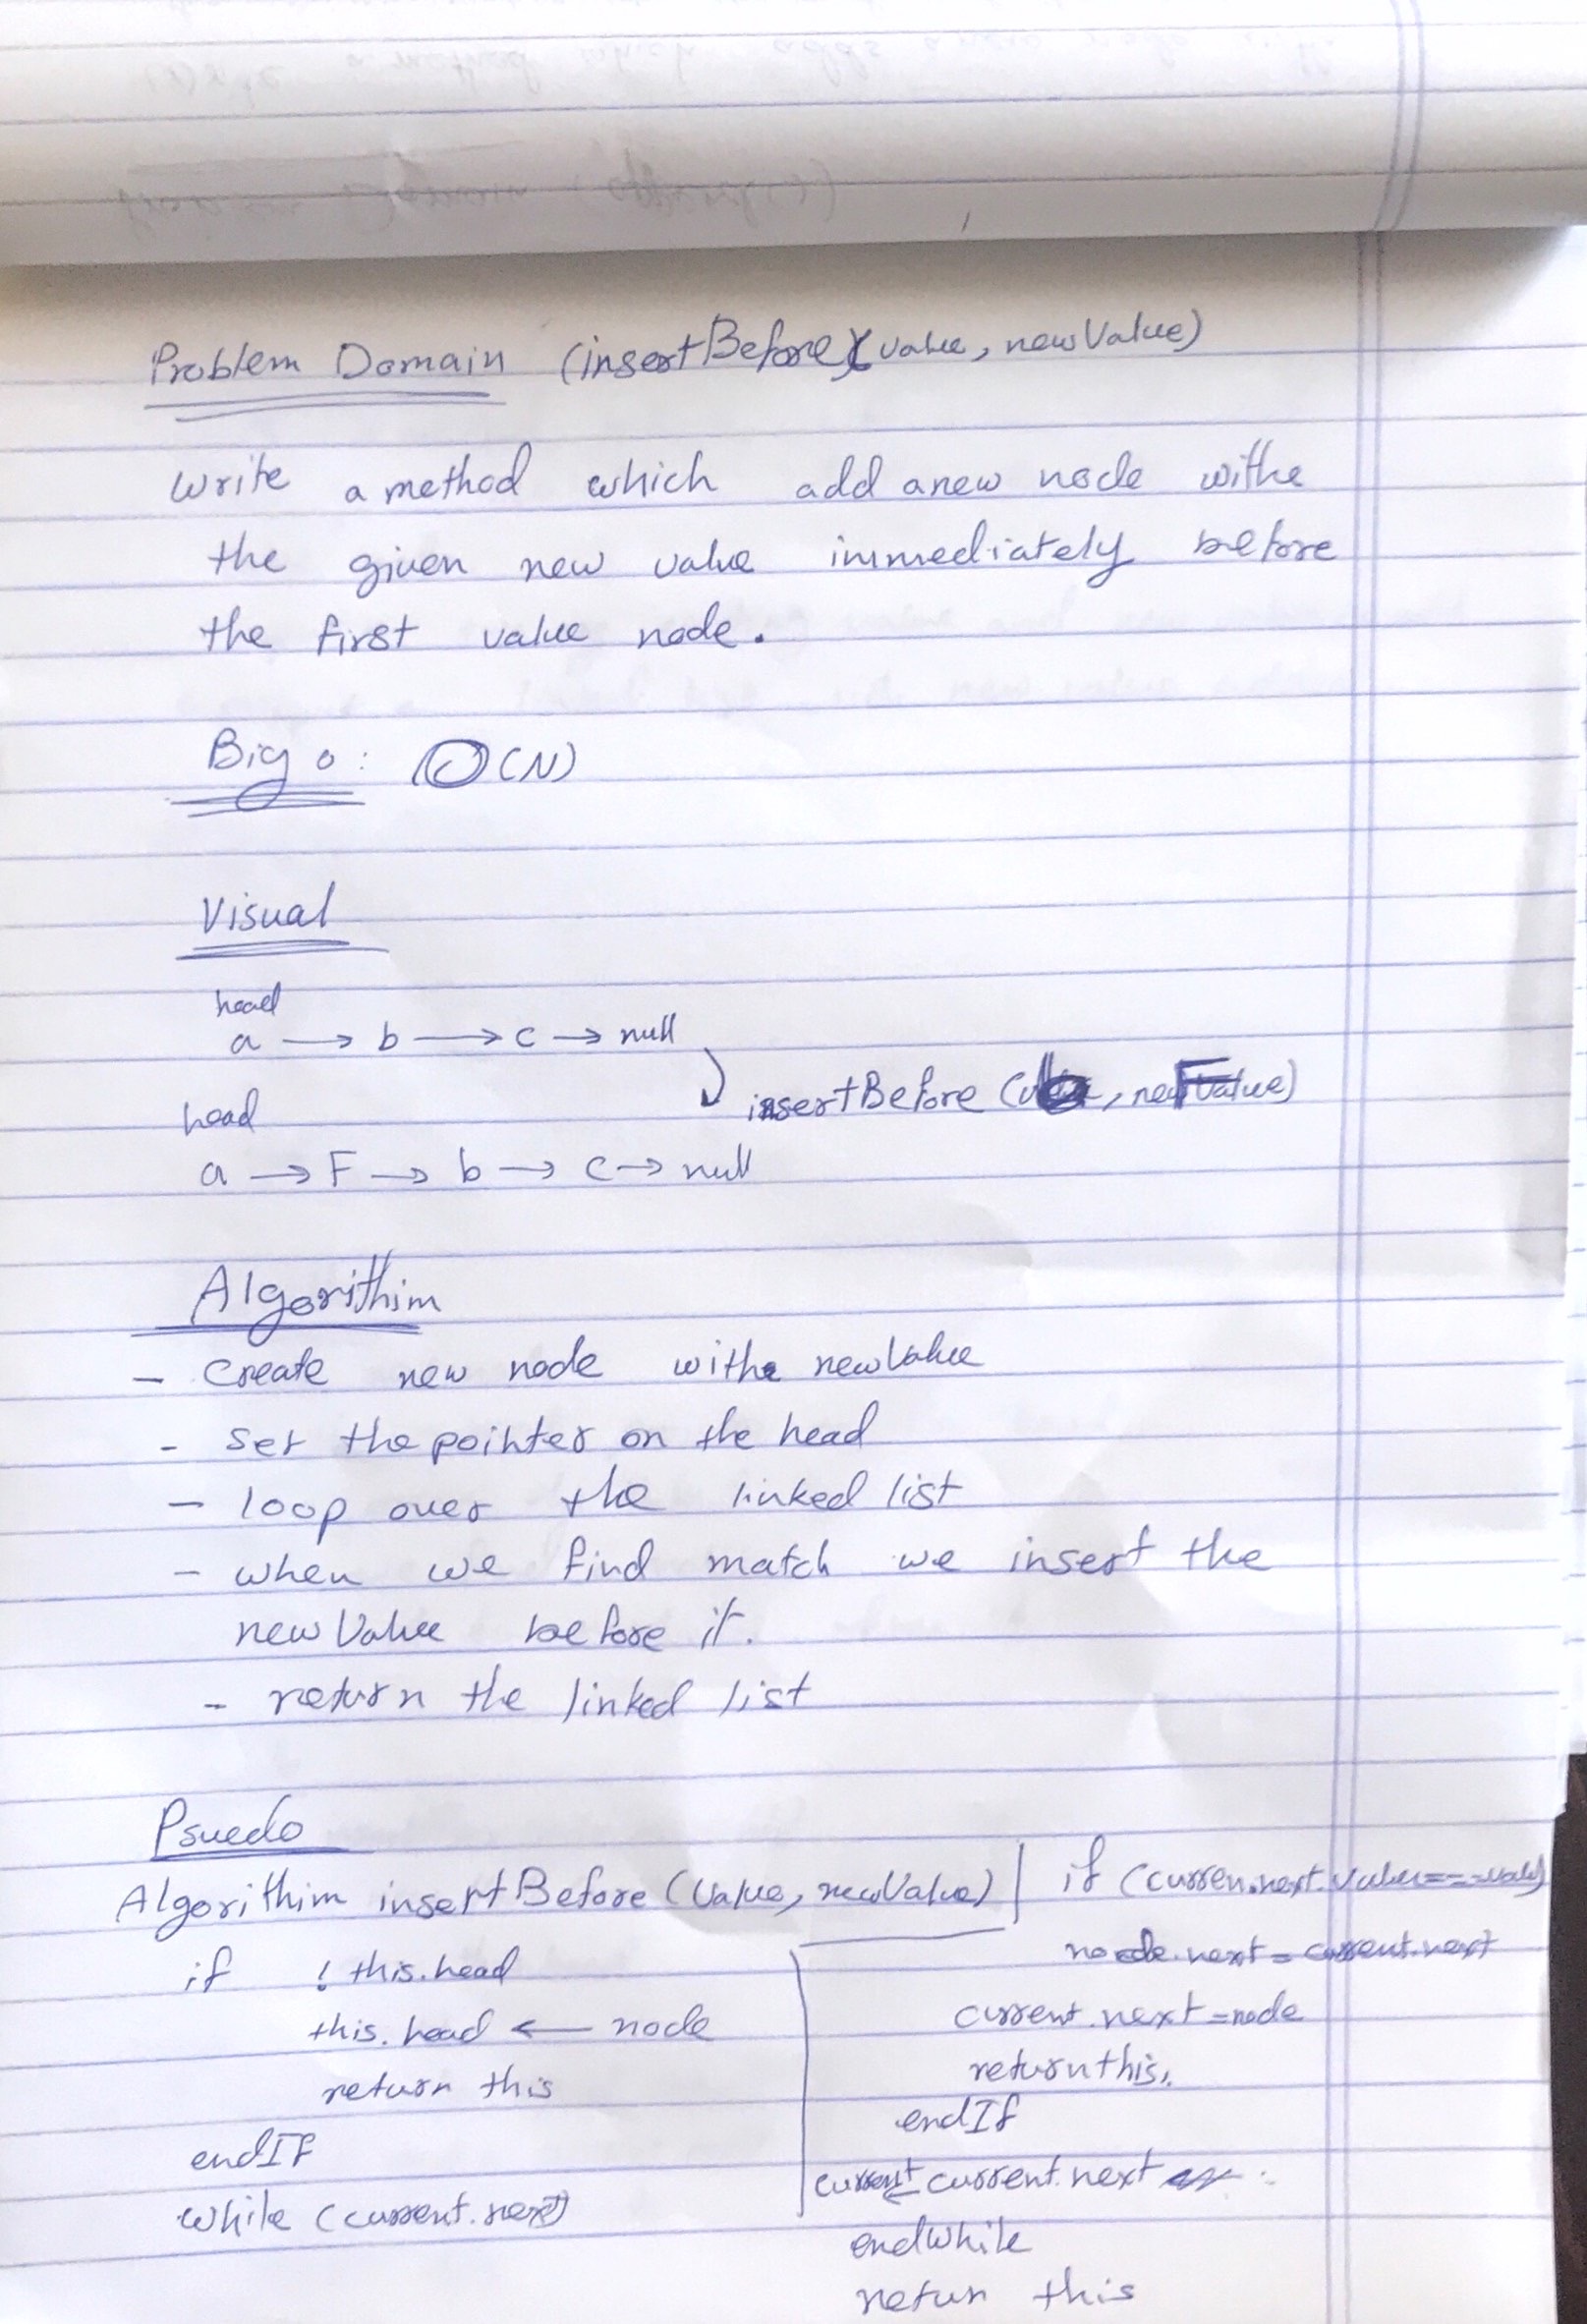 Problem Domain (insertBefore)(value, newValue)
write a method which add a new node withe
the given new value immediately before
the first value node.
Big o: O(N)
Visual
head
a → b → c → null
insertBefore (b, F)
head
a → F → b → c → null
Algorithim
- Create new node withe newValue
- set the pointer on the head
- loop over the linked list
- when we find match we insert the
newValue before it.
- return the linked list
Psuedo
Algorithim insertBefore (Value, newValue)
if ! this.head
this.head ← node
return this
endIF
while (current.next)
if (curren.next.value===value)
node.next = current.next
current.next = node
return this.
endIf
current ← current.next
endwhile
retun this